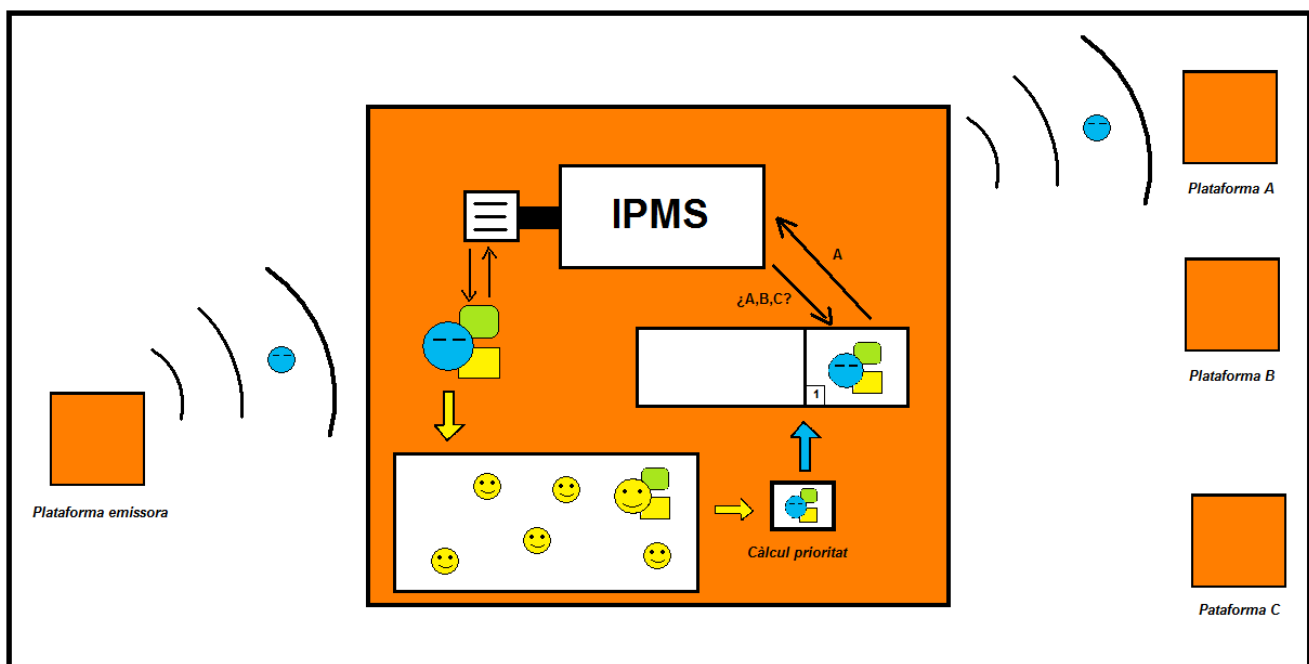 Plataforma A
IPMS
A
¿A,B,C?
Plataforma B
1
Plataforma emissora
Càlcul prioritat
Pataforma C